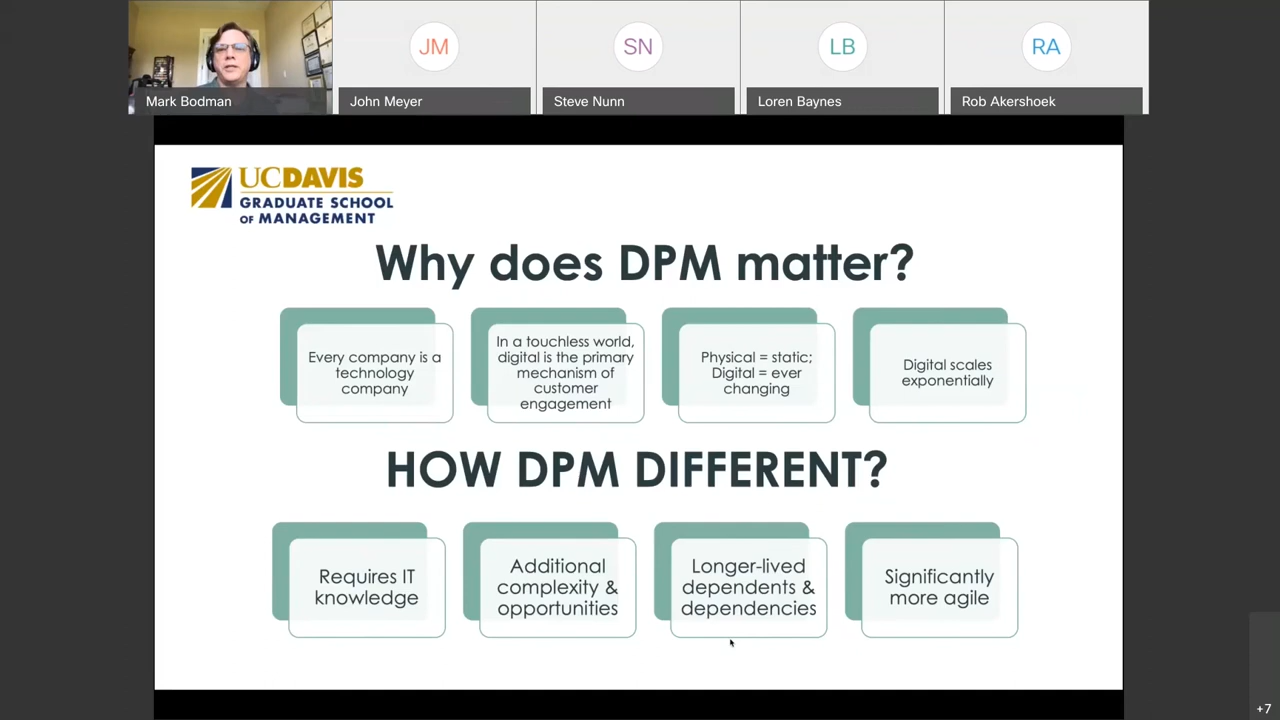 JM
SN
LB
RA
Mark Bodman
John Meyer
Steve Nunn
Loren Baynes
Rob Akershoek
UCDAVIS
GRADUATE SCHOOL
OF MANAGEMENT
Why does DPM matter?
Every company is a
technology
company
In a touchless world,
digital is the primary
mechanism of
customer
engagement
Physical = static;
Digital = ever
changing
Digital scales
exponentially
HOW DPM DIFFERENT?
Requires IT
knowledge
Additional
complexity &
opportunities
Longer-lived
dependents &
dependencies
Significantly
more agile
+7